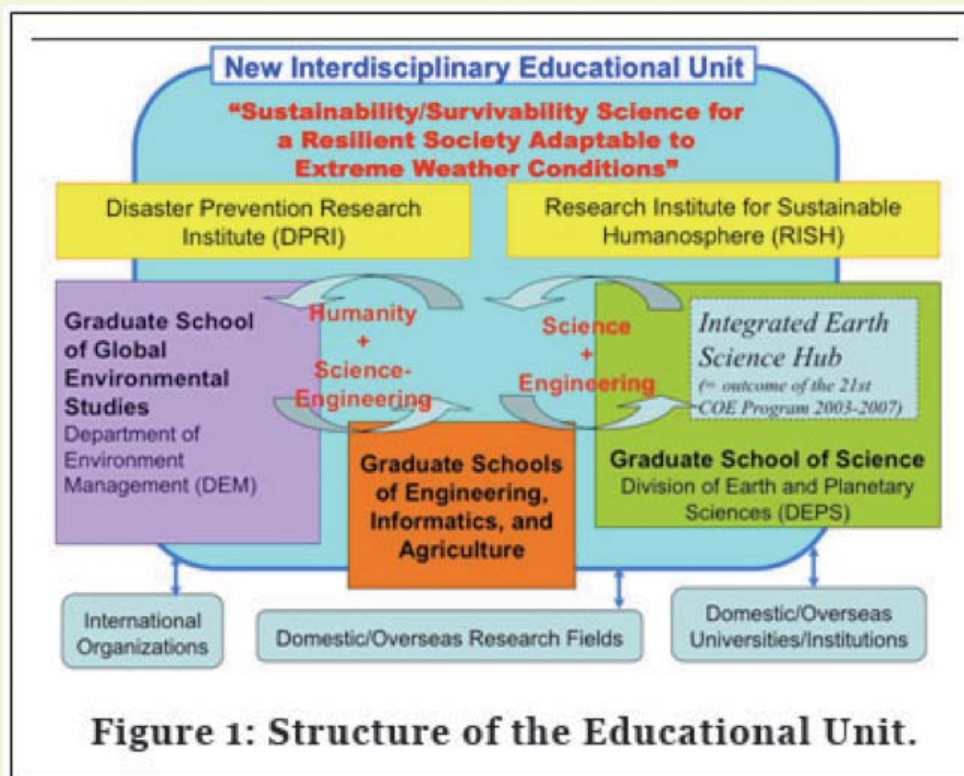 New Interdisciplinary Educational Unit
“Sustainability/Survivability Science for
a Resilient Society Adaptable to
Extreme Weather Conditions”
Disaster Prevention Research
Institute (DPRI)
Research Institute for Sustainable
Humanosphere (RISH)
Graduate School
of Global
Environmental
Studies
Department of
Environment
Management (DEM)
Humanity
+
Science-
Engineering
Science
+
Engineering
Integrated Earth
Science Hub
(= outcome of the 21st
COE Program 2003-2007)
Graduate School of Science
Division of Earth and Planetary
Sciences (DEPS)
Graduate Schools
of Engineering,
Informatics, and
Agriculture
International
Organizations
Domestic/Overseas Research Fields
Domestic/Overseas
Universities/Institutions
Figure 1: Structure of the Educational Unit.